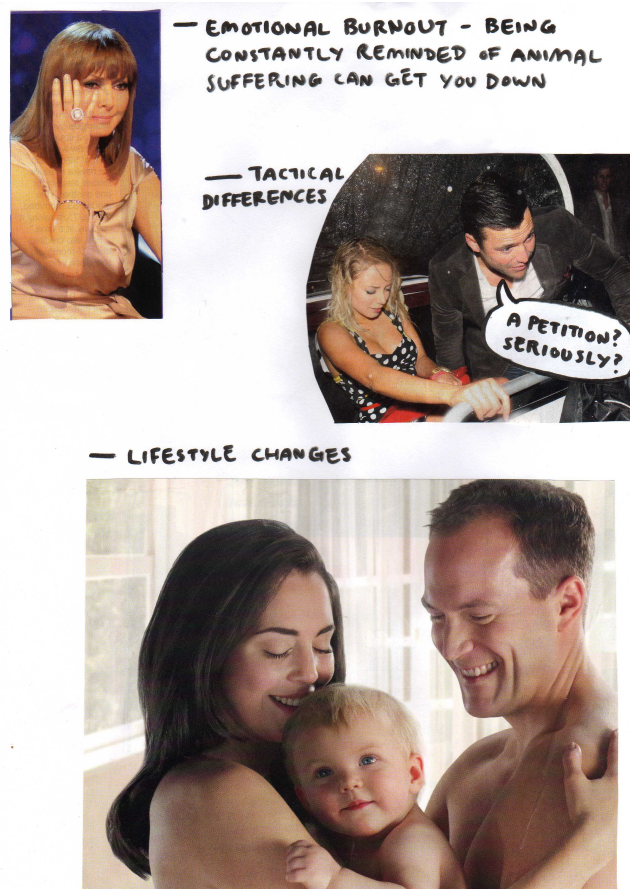 — EMOTIONAL BURNOUT - BEING
CONSTANTLY REMINDED OF ANIMAL
SUFFERING CAN GET YOU DOWN
— TACTICAL
DIFFERENCES
A PETITION?
SERIOUSLY?
— LIFESTYLE CHANGES